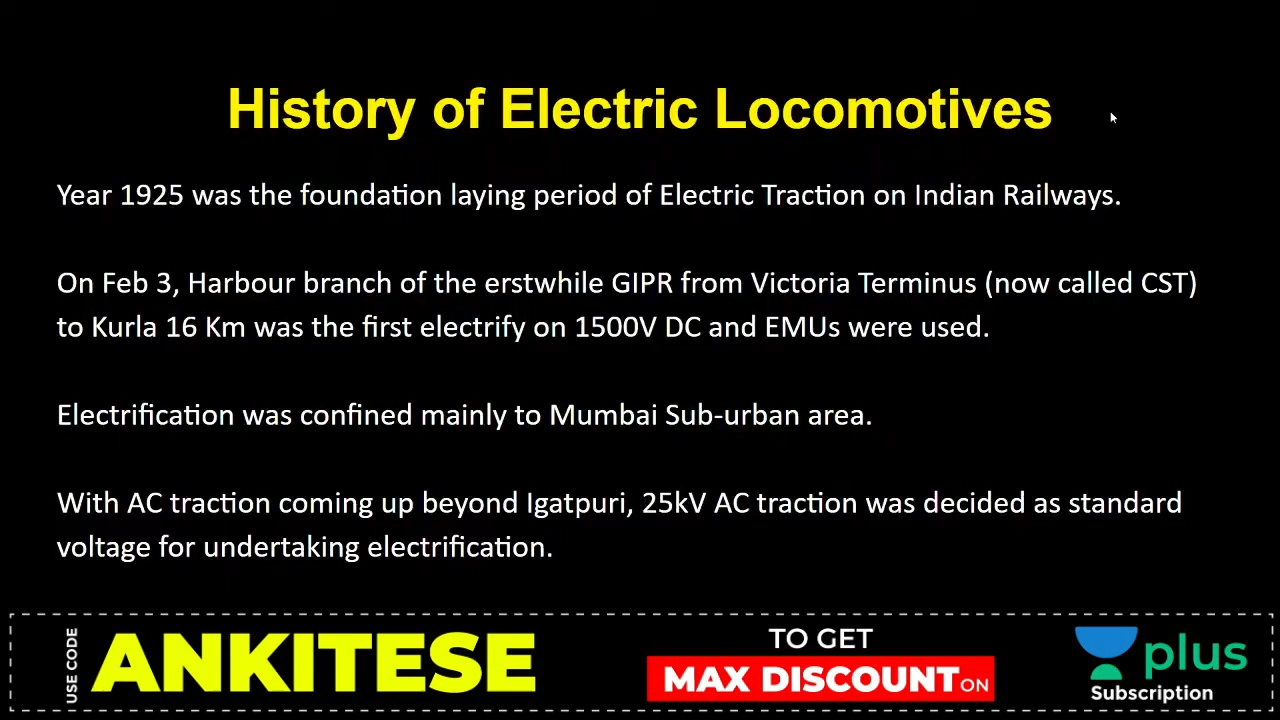 History of Electric Locomotives
Year 1925 was the foundation laying period of Electric Traction on Indian Railways.
On Feb 3, Harbour branch of the erstwhile GIPR from Victoria Terminus (now called CST)
to Kurla 16 Km was the first electrify on 1500V DC and EMUs were used.
Electrification was confined mainly to Mumbai Sub-urban area.
With AC traction coming up beyond Igatpuri, 25kV AC traction was decided as standard
voltage for undertaking electrification.
USE CODE
ANKITESE
TO GET
MAX DISCOUNT ON
plus
Subscription